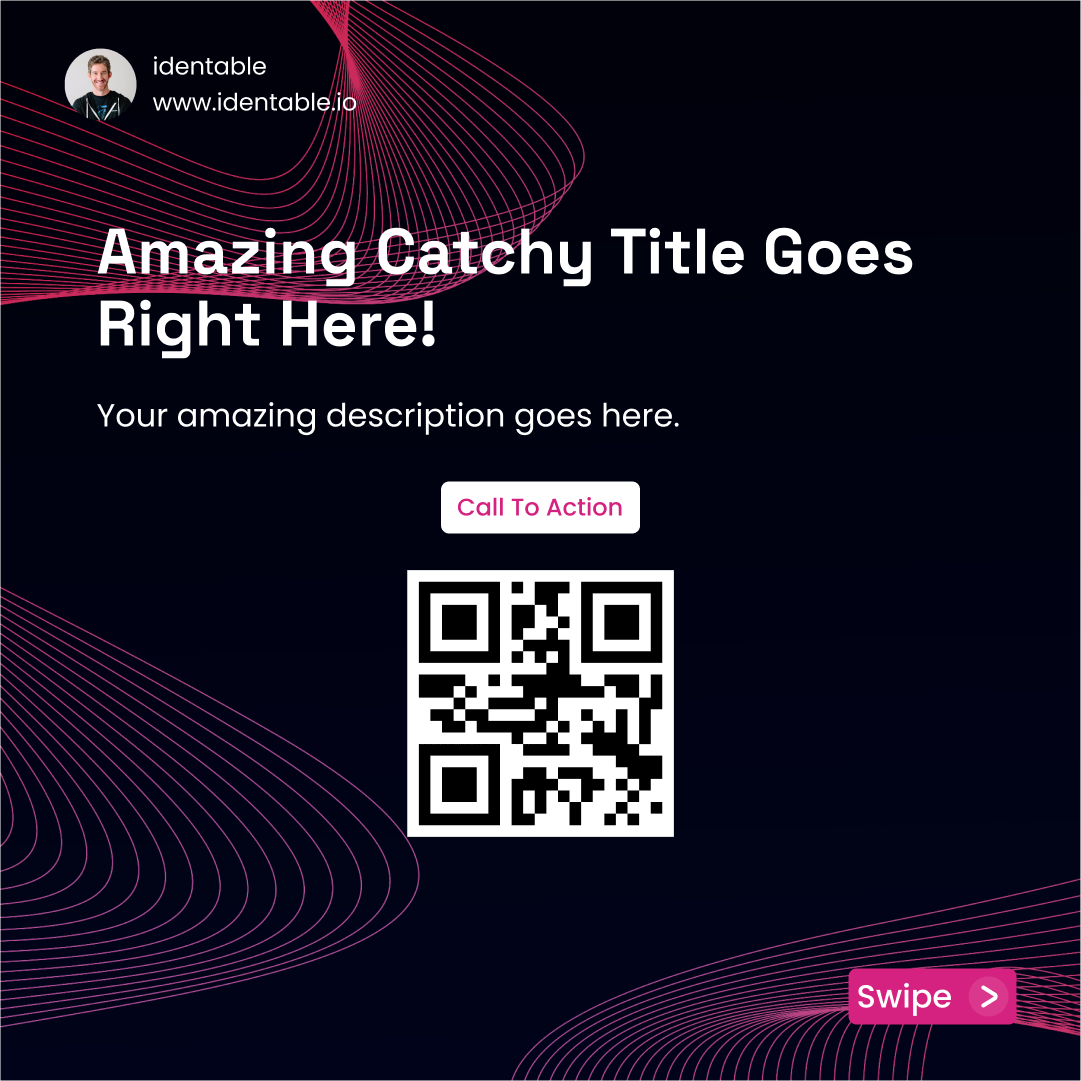 identable
www.identable.io
Amazing Catchy Title Goes
Right Here!
Your amazing description goes here.
Call To Action
Swipe >